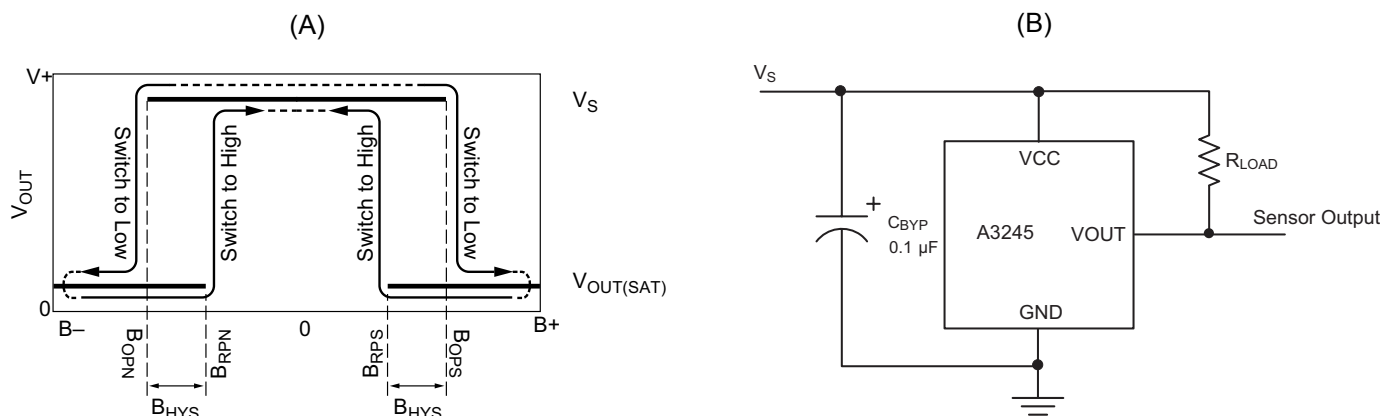 (A)
V+
Switch to Low
Switch to High
Switch to High
Switch to Low
VOUT
VS
VOUT(SAT)
0
B–
0
B+
BOPN
BRPN
BRPS
BOPS
BHYS
BHYS
(B)
VS
VCC
RLOAD
+
CBYP
0.1 µF
A3245
VOUT
Sensor Output
GND